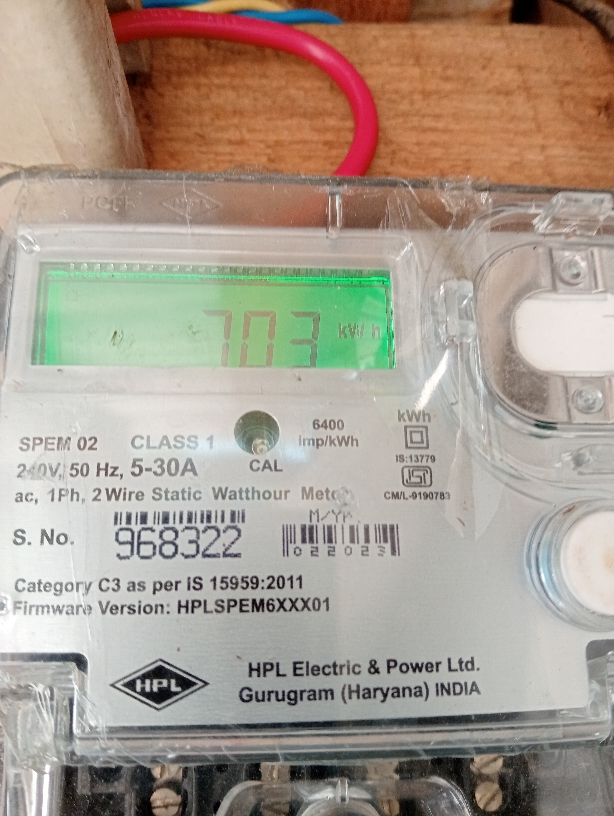 HPL
703 kW h
6400
imp/kWh
kWh
SPEM 02 CLASS 1
240V, 50 Hz, 5-30A
CAL
IS:13779
ac, 1Ph, 2 Wire Static Watthour Meter
CM/L-9190783
M/Yr.
S. No. 968322
022023
Category C3 as per IS 15959:2011
Firmware Version: HPLSPEM6XXX01
HPL
HPL Electric & Power Ltd.
Gurugram (Haryana) INDIA